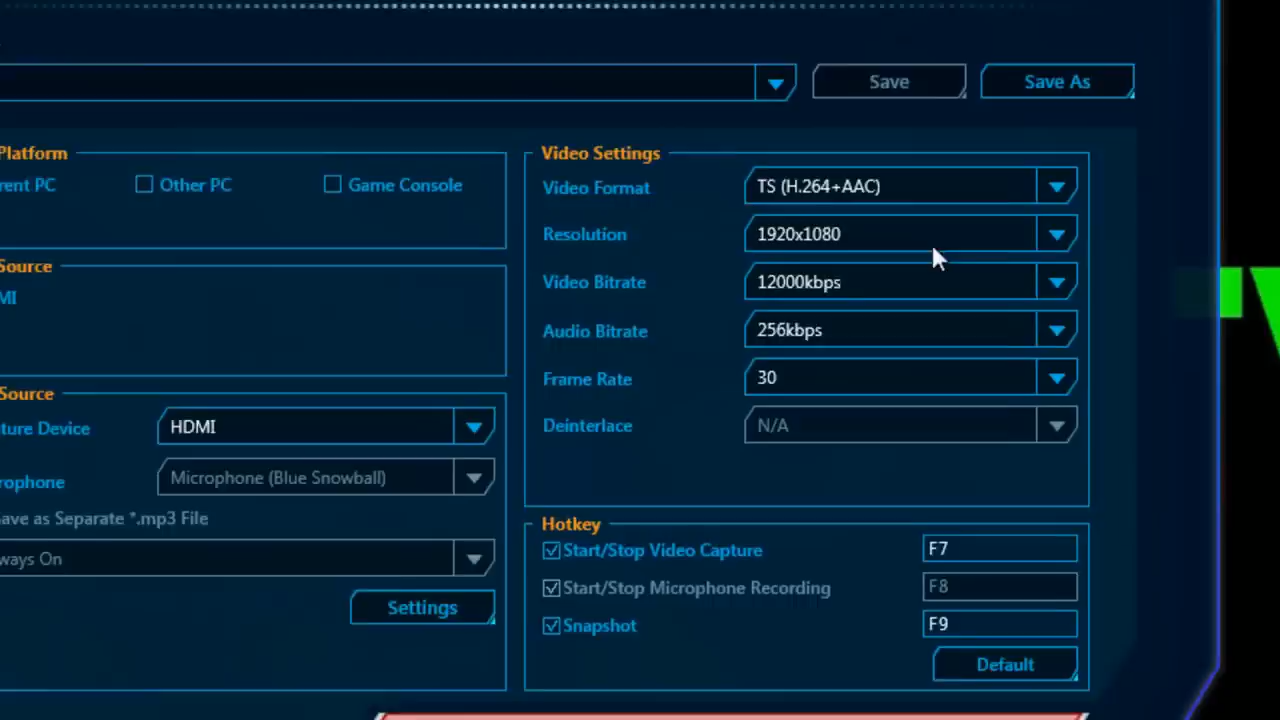 Save
Save As
Platform
rent PC
Other PC
Game Console
Source
MI
Source
ture Device
HDMI
rophone
Microphone (Blue Snowball)
ave as Separate *.mp3 File
ways On
Settings
Video Settings
Video Format
TS (H.264+AAC)
Resolution
1920x1080
Video Bitrate
12000kbps
Audio Bitrate
256kbps
Frame Rate
30
Deinterlace
N/A
Hotkey
Start/Stop Video Capture
F7
Start/Stop Microphone Recording
F8
Snapshot
F9
Default